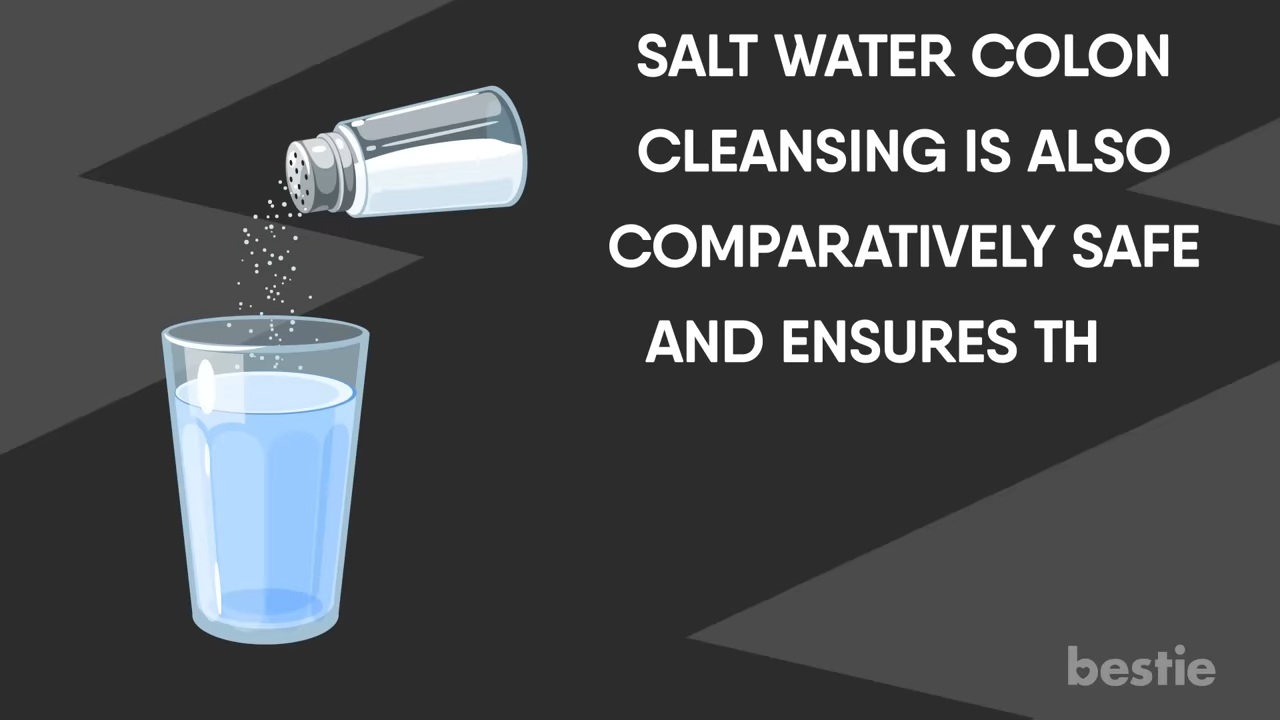 SALT WATER COLON
CLEANSING IS ALSO
COMPARATIVELY SAFE
AND ENSURES TH
bestie